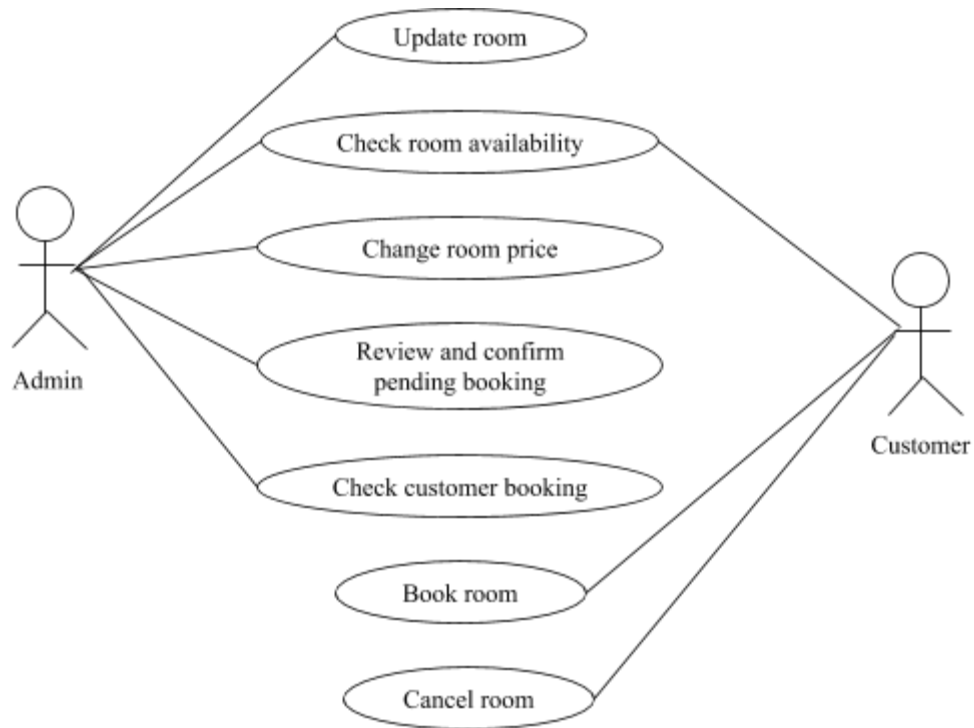 Update room
Check room availability
Change room price
Review and confirm
pending booking
Admin
Customer
Check customer booking
Book room
Cancel room